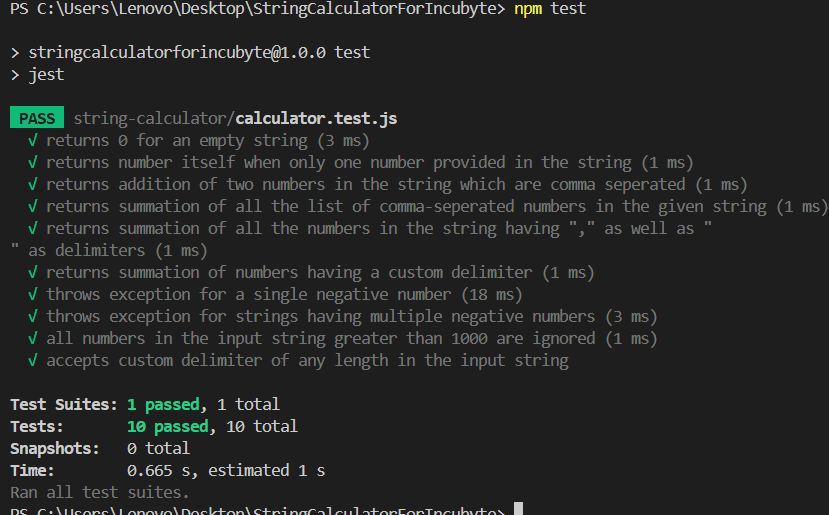 PS C:\Users\Lenovo\Desktop\StringCalculatorForIncubyte> npm test
> stringcalculatorforincubyte@1.0.0 test
> jest
PASS string-calculator/calculator.test.js
√ returns 0 for an empty string (3 ms)
√ returns number itself when only one number provided in the string (1 ms)
√ returns addition of two numbers in the string which are comma seperated (1 ms)
√ returns summation of all the list of comma-seperated numbers in the given string (1 ms)
√ returns summation of all the numbers in the string having "," as well as "
" as delimiters (1 ms)
√ returns summation of numbers having a custom delimiter (1 ms)
√ throws exception for a single negative number (18 ms)
√ throws exception for strings having multiple negative numbers (3 ms)
√ all numbers in the input string greater than 1000 are ignored (1 ms)
√ accepts custom delimiter of any length in the input string
Test Suites: 1 passed, 1 total
Tests: 10 passed, 10 total
Snapshots: 0 total
Time: 0.665 s, estimated 1 s
Ran all test suites.
PS C:\Users\Lenovo\Desktop\StringCalculatorForIncubyte>